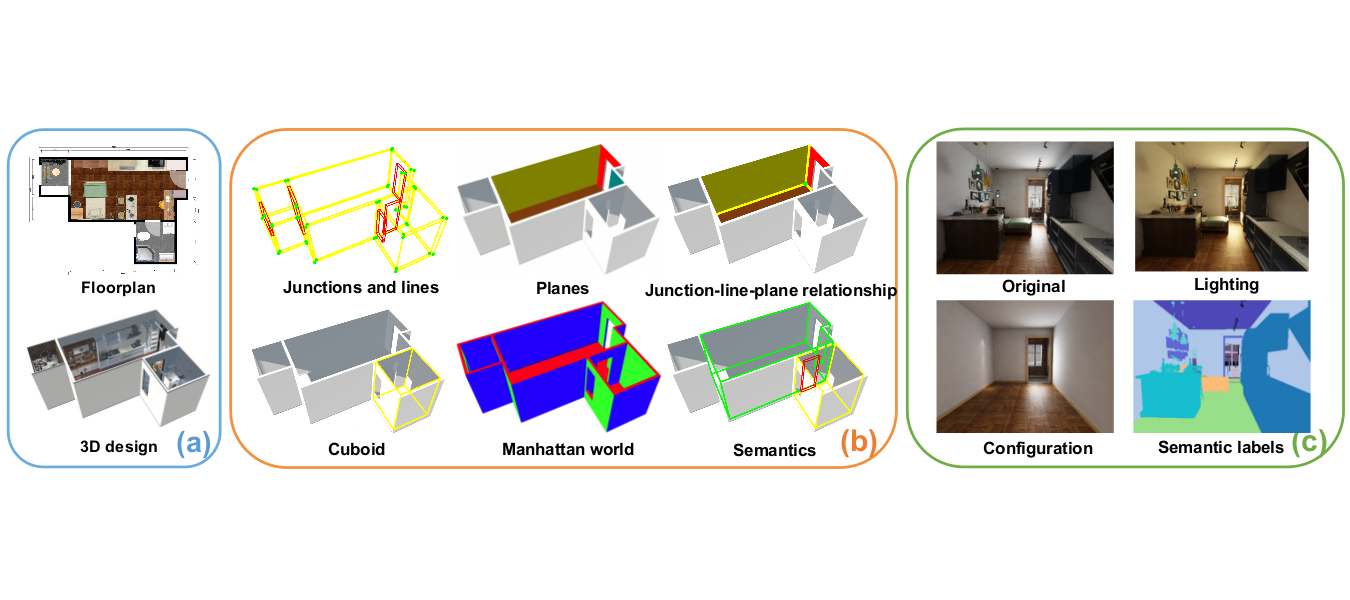 Floorplan
3D design
(a)
Junctions and lines
Planes
Junction-line-plane relationship
Cuboid
Manhattan world
Semantics
(b)
Original
Lighting
Configuration
Semantic labels
(c)